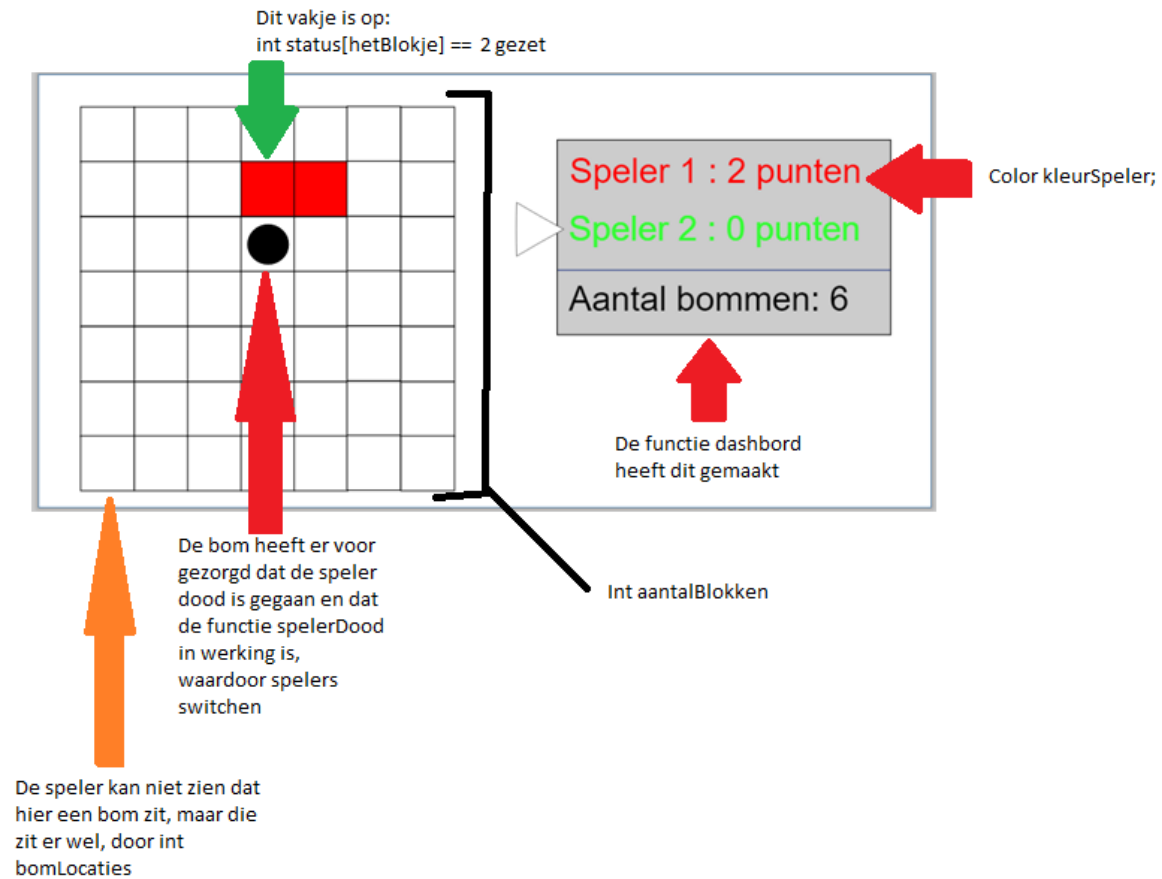 Dit vakje is op:
int status[hetBlokje] == 2 gezet
Speler 1 : 2 punten
Color kleurSpeler;
Speler 2 : 0 punten
Aantal bommen: 6
De functie dashbord
heeft dit gemaakt
De bom heeft er voor
gezorgd dat de speler
dood is gegaan en dat
de functie spelerDood
in werking is,
waardoor spelers
switchen
Int aantalBlokken
De speler kan niet zien dat
hier een bom zit, maar die
zit er wel, door int
bomLocaties